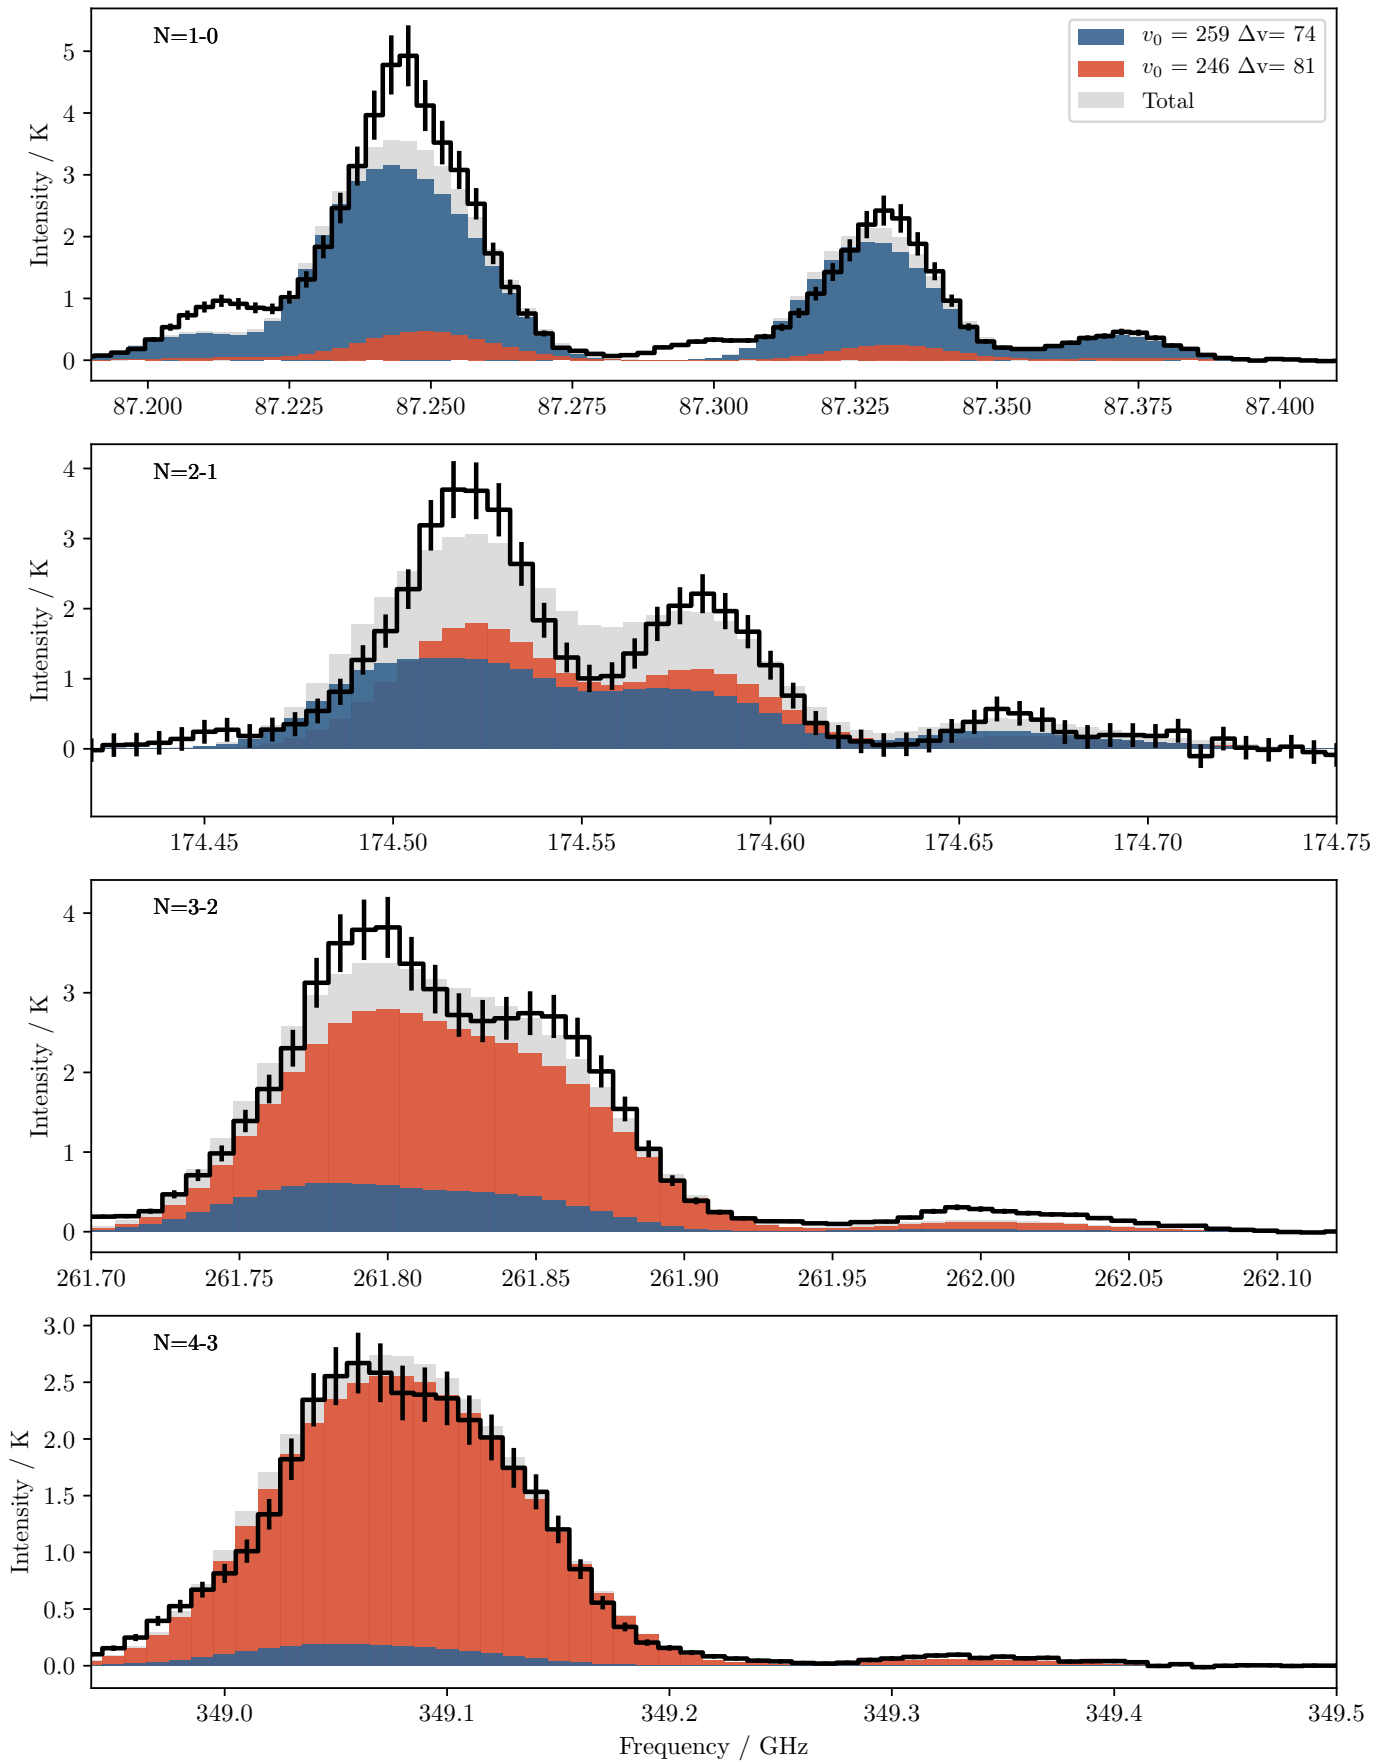 N=1-0
v₀ = 259 Δv= 74
v₀ = 246 Δv= 81
Total
Intensity / K
5
4
3
2
1
0
87.200 87.225 87.250 87.275 87.300 87.325 87.350 87.375 87.400
N=2-1
Intensity / K
4
3
2
1
0
174.45 174.50 174.55 174.60 174.65 174.70 174.75
N=3-2
Intensity / K
4
3
2
1
0
261.70 261.75 261.80 261.85 261.90 261.95 262.00 262.05 262.10
N=4-3
Intensity / K
3.0
2.5
2.0
1.5
1.0
0.5
0.0
349.0 349.1 349.2 349.3 349.4 349.5
Frequency / GHz